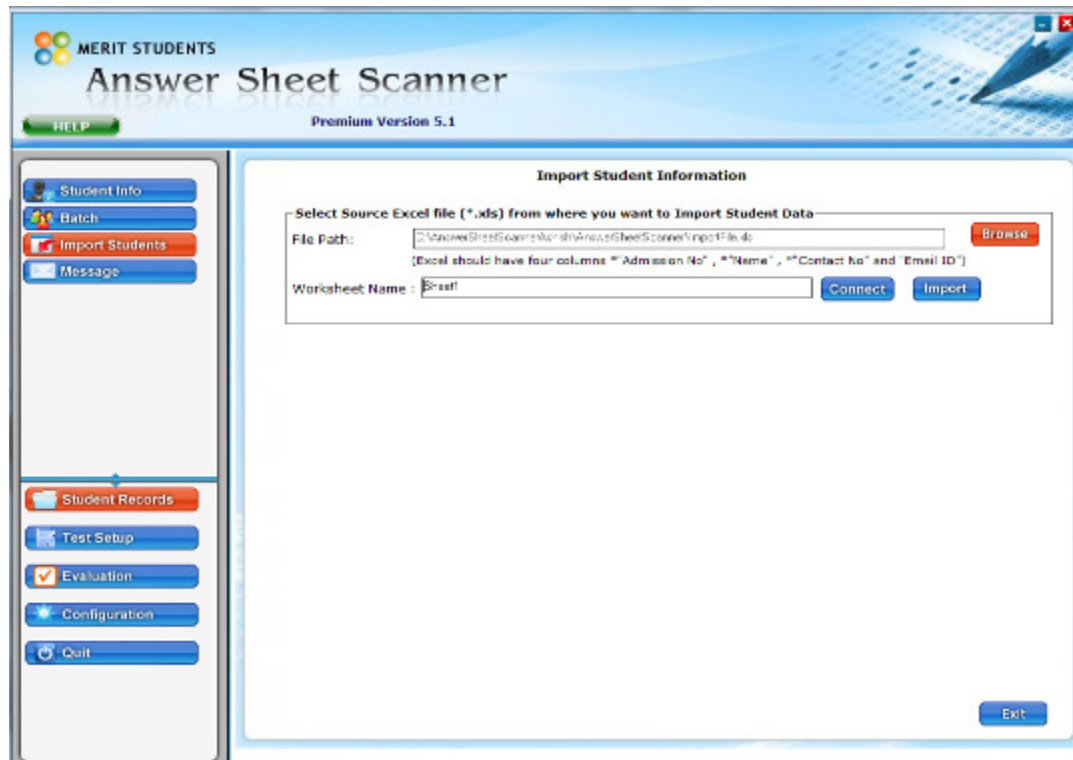 MERIT STUDENTS
Answer Sheet Scanner
HELP
Premium Version 5.1
Student Info
Batch
Import Students
Message
Student Records
Test Setup
Evaluation
Configuration
Quit
Import Student Information
Select Source Excel file (*.xls) from where you want to Import Student Data
File Path:
Browse
(Excel should have four columns *"Admission No" , *"Name" , *"Contact No" and "Email ID")
Worksheet Name : Sheet1 Connect Import
Exit